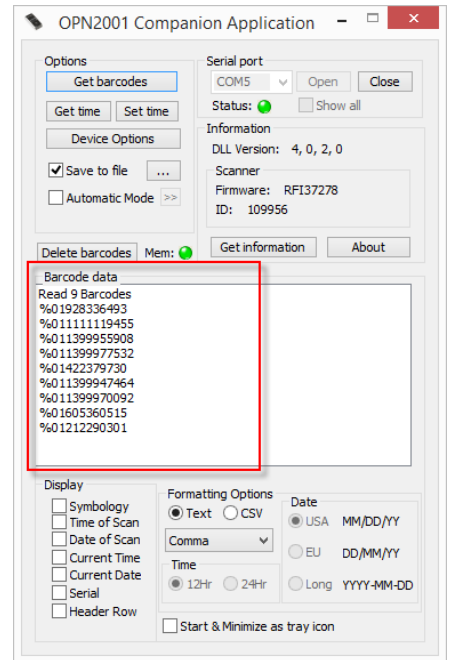 OPN2001 Companion Application
Options
Get barcodes
Get time Set time
Device Options
Save to file ...
Automatic Mode >>
Delete barcodes Mem:
Serial port
COM5 Open Close
Status: Show all
Information
DLL Version: 4, 0, 2, 0
Scanner
Firmware: RFI37278
ID: 109956
Get information About
Barcode data
Read 9 Barcodes
%01928336493
%011111119455
%011399955908
%011399977532
%01422379730
%011399947464
%011399970092
%01605360515
%01212290301
Display
Symbology
Time of Scan
Date of Scan
Current Time
Current Date
Serial
Header Row
Formatting Options
Text CSV
Comma
Time
12Hr 24Hr
Date
USA MM/DD/YY
EU DD/MM/YY
Long YYYY-MM-DD
Start & Minimize as tray icon